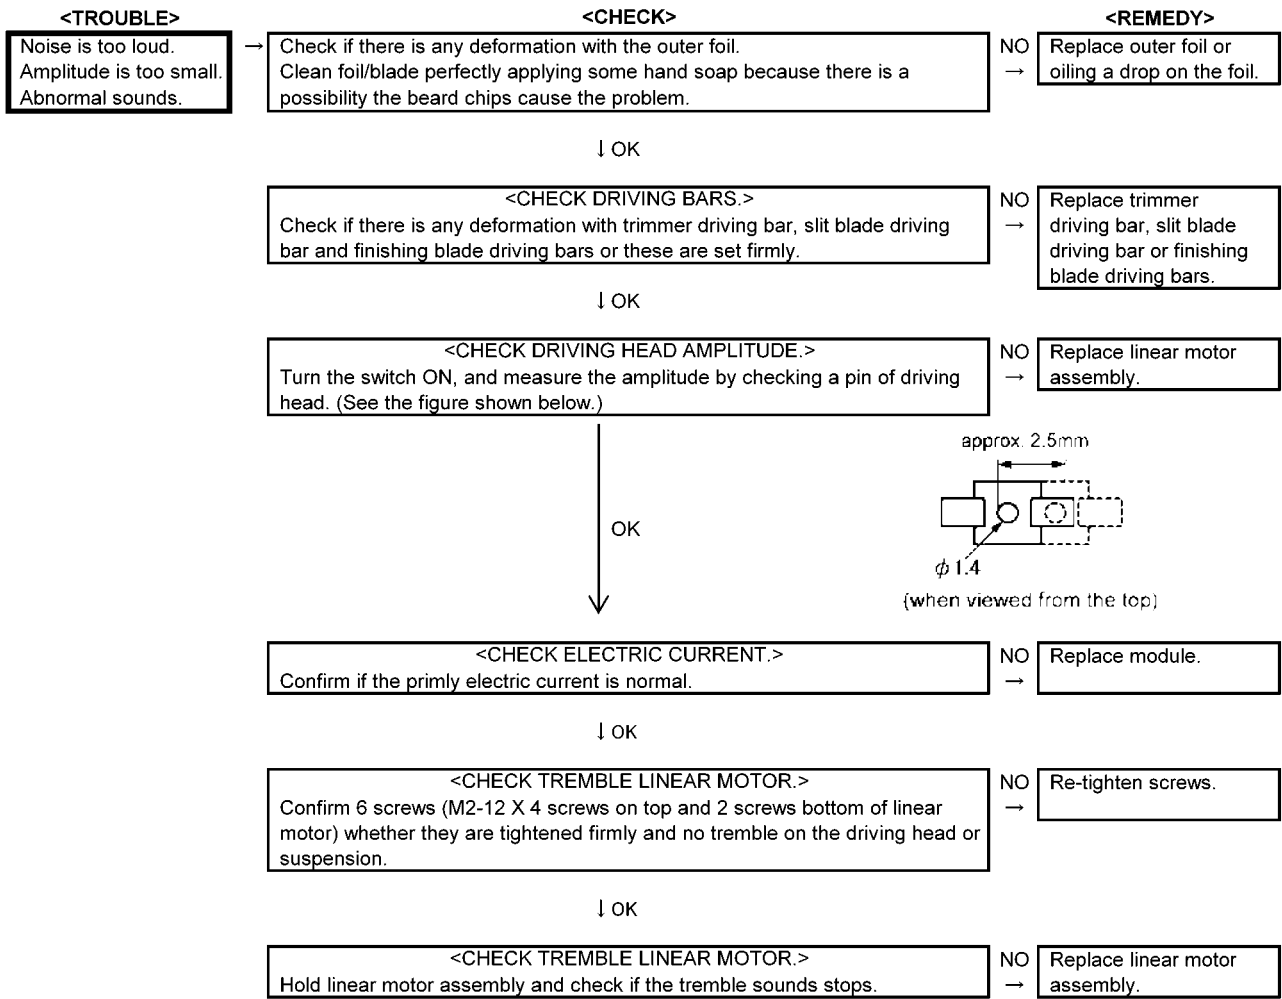 <TROUBLE>
<CHECK>
<REMEDY>
Noise is too loud.
Amplitude is too small.
Abnormal sounds.
→
Check if there is any deformation with the outer foil.
Clean foil/blade perfectly applying some hand soap because there is a
possibility the beard chips cause the problem.
NO
→
Replace outer foil or
oiling a drop on the foil.
↓ OK
<CHECK DRIVING BARS.>
Check if there is any deformation with trimmer driving bar, slit blade driving
bar and finishing blade driving bars or these are set firmly.
NO
→
Replace trimmer
driving bar, slit blade
driving bar or finishing
blade driving bars.
↓ OK
<CHECK DRIVING HEAD AMPLITUDE.>
Turn the switch ON, and measure the amplitude by checking a pin of driving
head. (See the figure shown below.)
NO
→
Replace linear motor
assembly.
approx. 2.5mm
OK
ϕ 1.4
(when viewed from the top)
<CHECK ELECTRIC CURRENT.>
Confirm if the primly electric current is normal.
NO
→
Replace module.
↓ OK
<CHECK TREMBLE LINEAR MOTOR.>
Confirm 6 screws (M2-12 X 4 screws on top and 2 screws bottom of linear
motor) whether they are tightened firmly and no tremble on the driving head or
suspension.
NO
→
Re-tighten screws.
↓ OK
<CHECK TREMBLE LINEAR MOTOR.>
Hold linear motor assembly and check if the tremble sounds stops.
NO
→
Replace linear motor
assembly.